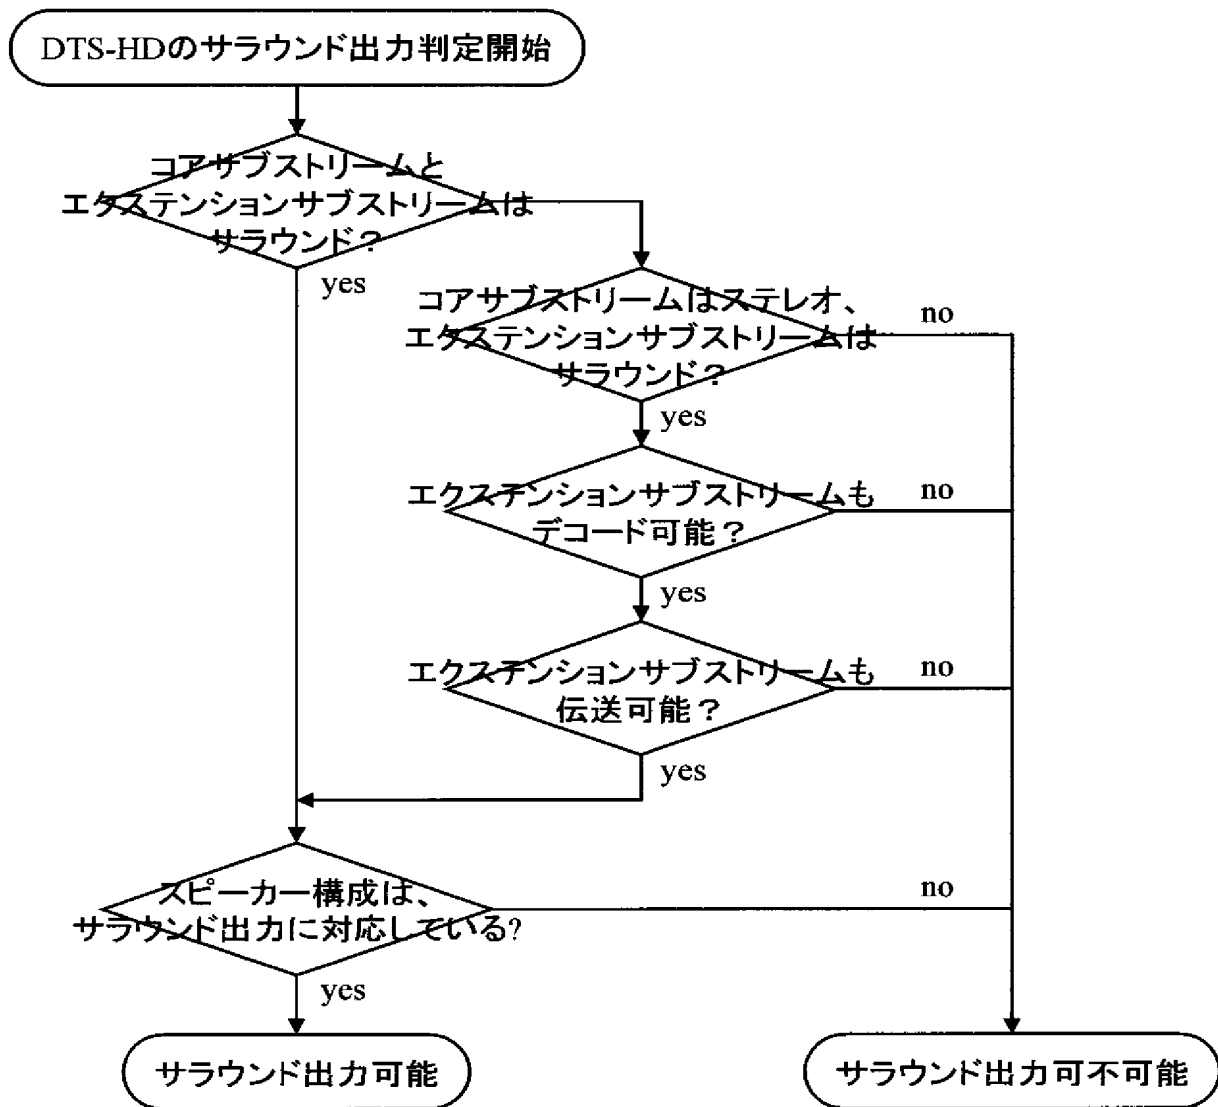 DTS-HDのサラウンド出力判定開始
コアサブストリームと
エクステンションサブストリームは
サラウンド？
yes
コアサブストリームはステレオ、
エクステンションサブストリームは
サラウンド？
no
yes
エクステンションサブストリームも
デコード可能？
no
yes
エクステンションサブストリームも
伝送可能？
no
yes
スピーカー構成は、
サラウンド出力に対応している?
no
yes
サラウンド出力可能
サラウンド出力可不可能